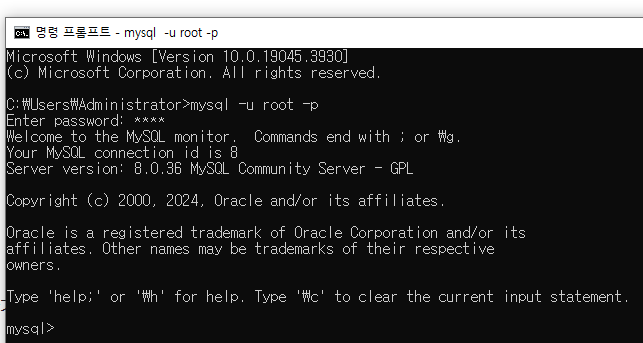 명령 프롬프트 - mysql  -u root -p
Microsoft Windows [Version 10.0.19045.3930]
(c) Microsoft Corporation. All rights reserved.
C:₩Users₩Administrator>mysql -u root -p
Enter password: ****
Welcome to the MySQL monitor.  Commands end with ; or ₩g.
Your MySQL connection id is 8
Server version: 8.0.36 MySQL Community Server - GPL
Copyright (c) 2000, 2024, Oracle and/or its affiliates.
Oracle is a registered trademark of Oracle Corporation and/or its
affiliates. Other names may be trademarks of their respective
owners.
Type 'help;' or '₩h' for help. Type '₩c' to clear the current input statement.
mysql>